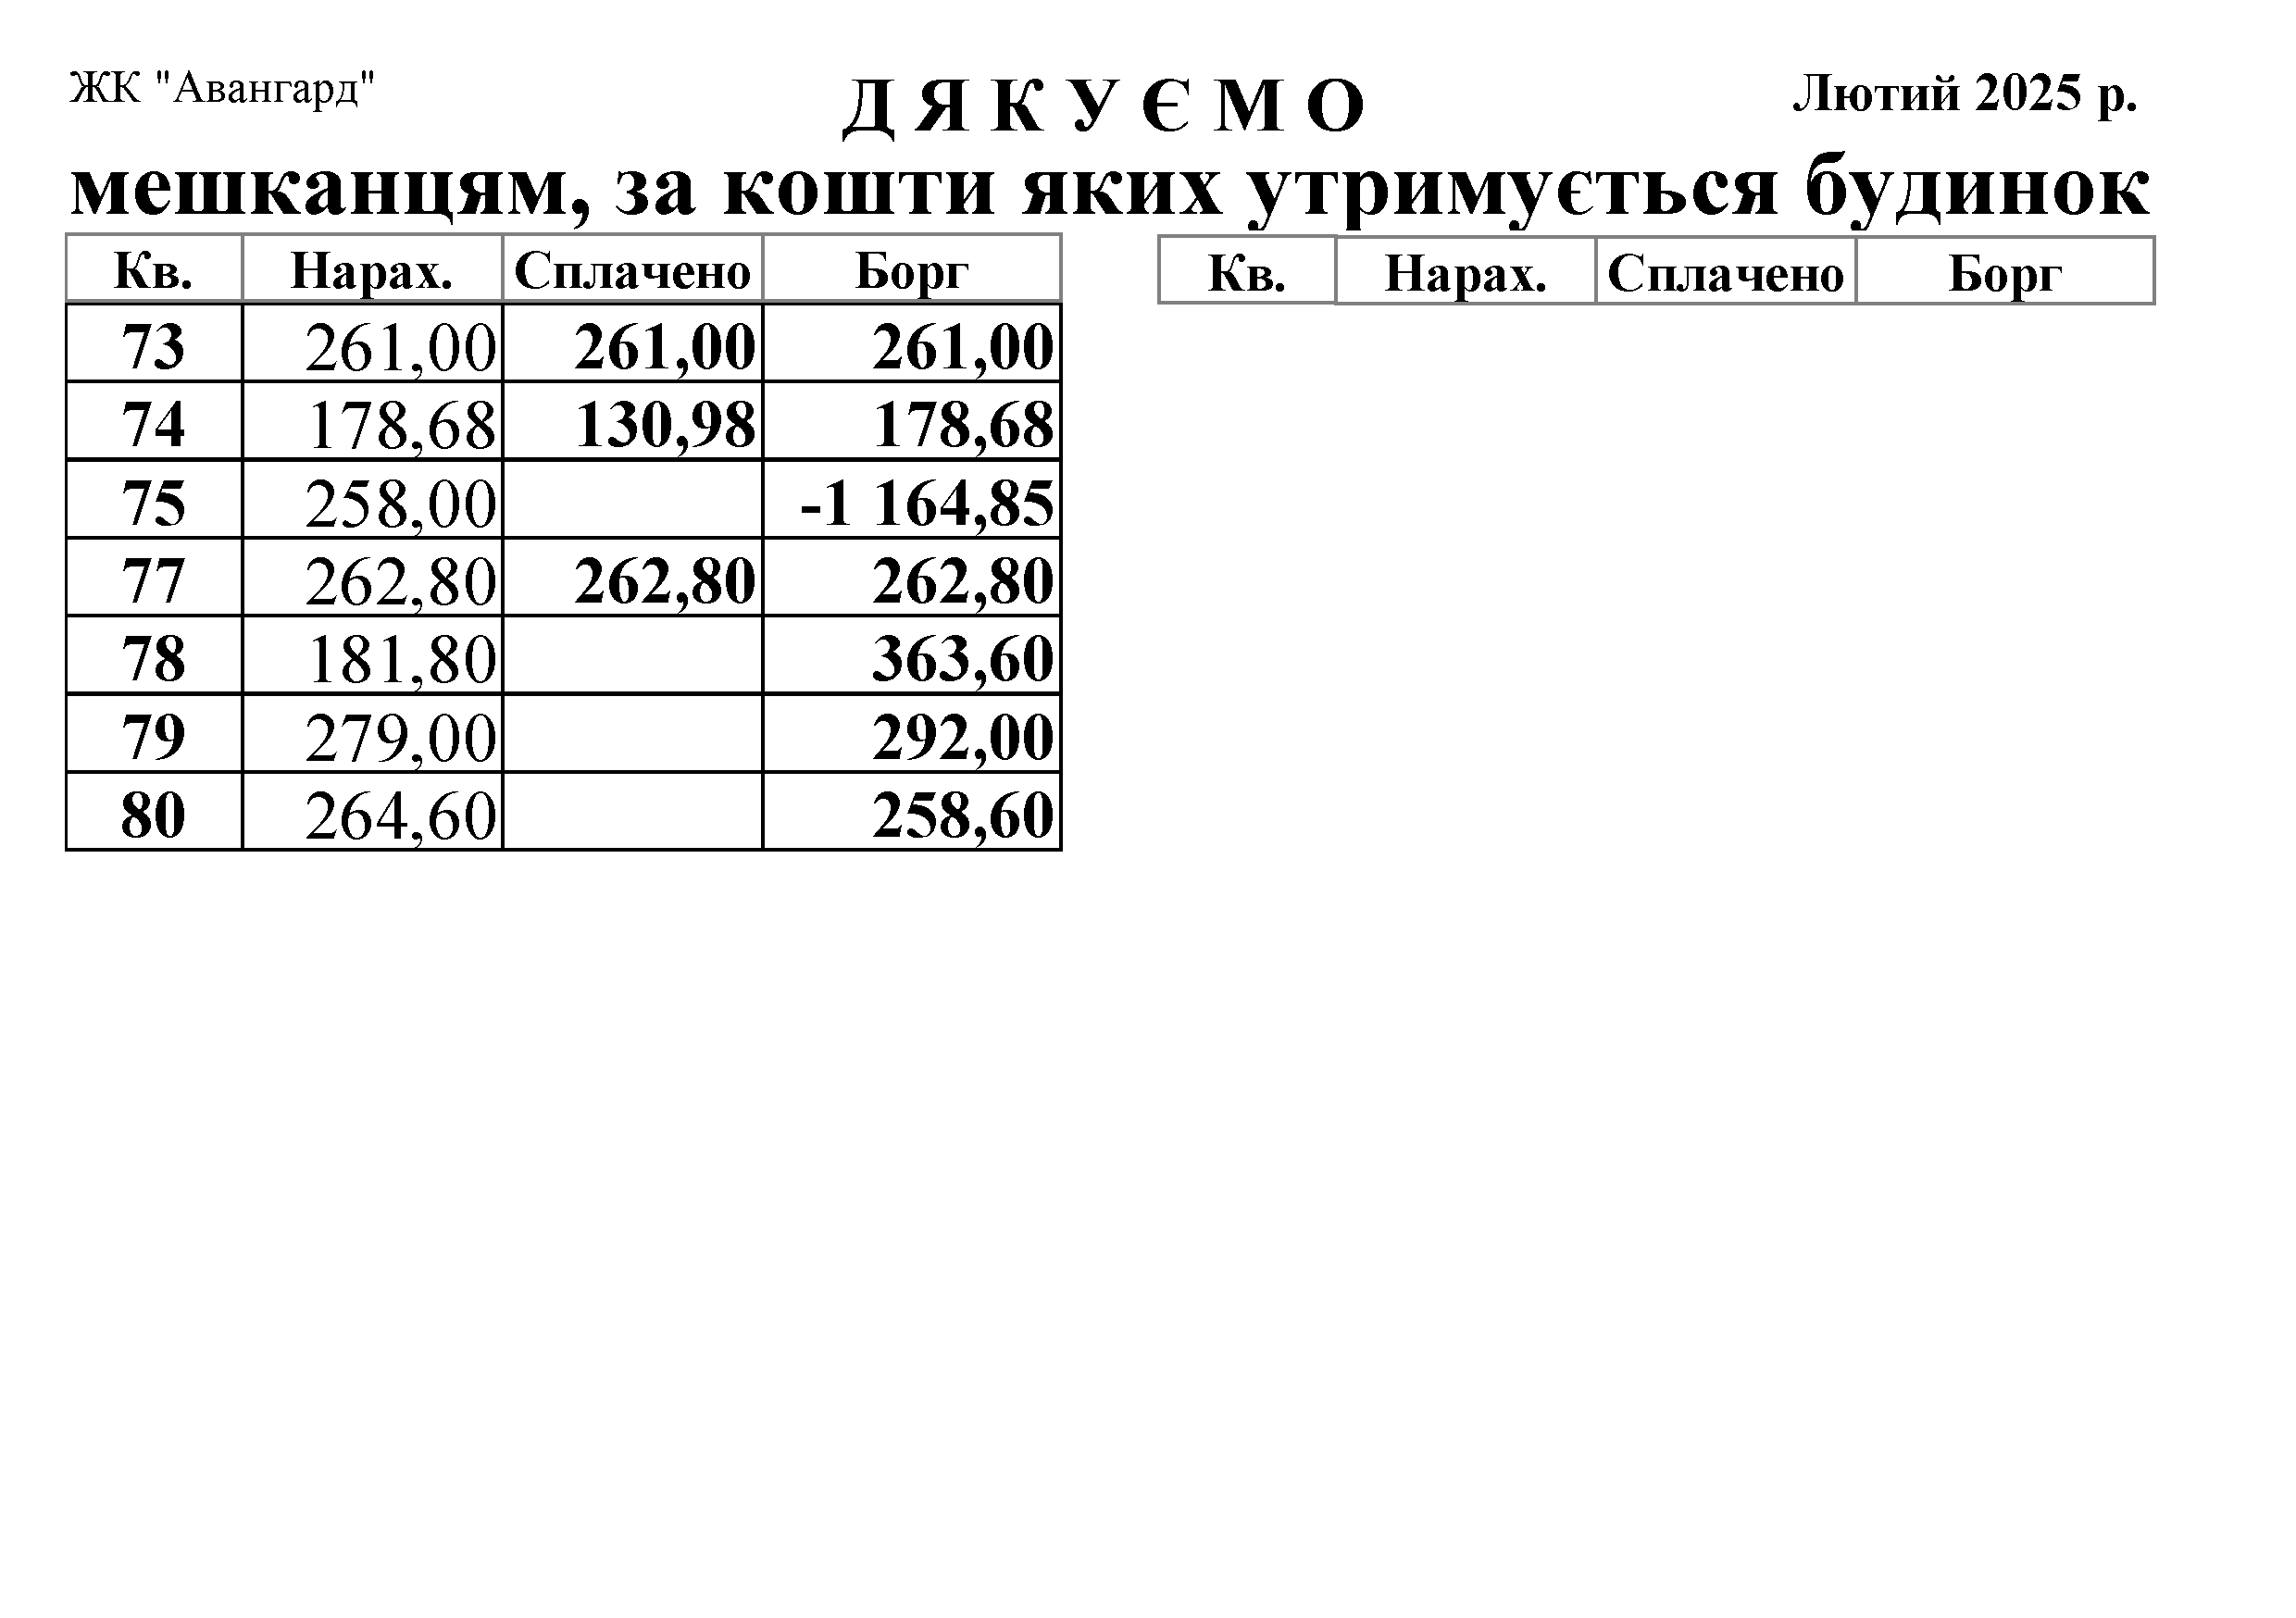 ЖК "Авангард"
Д Я К У Є М О
Лютий 2025 р.
мешканцям, за кошти яких утримується будинок
Кв. Нарах. Сплачено Борг
73 261,00 261,00 261,00
74 178,68 130,98 178,68
75 258,00 -1 164,85
77 262,80 262,80 262,80
78 181,80 363,60
79 279,00 292,00
80 264,60 258,60
Кв. Нарах. Сплачено Борг